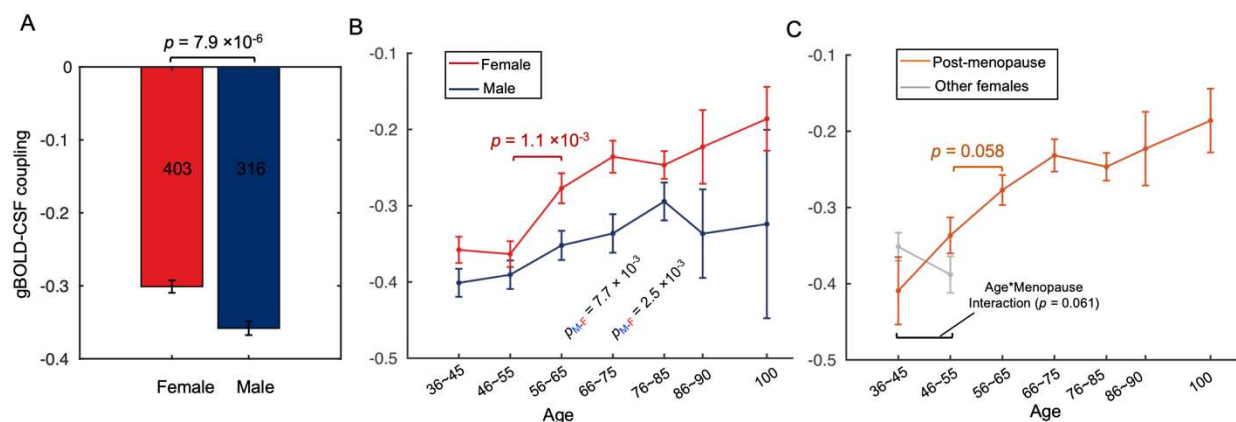 A
p = 7.9 ×10-6
0
-0.1
-0.2
-0.3
-0.4
gBOLD-CSF coupling
403
316
Female
Male
B
Female
Male
-0.1
-0.2
-0.3
-0.4
-0.5
p = 1.1 ×10-3
pM-F = 7.7 × 10-3
pM-F = 2.5 × 10-3
36~45
46~55
56~65
66~75
76~85
86~90
100
Age
C
Post-menopause
Other females
-0.1
-0.2
-0.3
-0.4
-0.5
p = 0.058
Age*Menopause
Interaction (p = 0.061)
36~45
46~55
56~65
66~75
76~85
86~90
100
Age